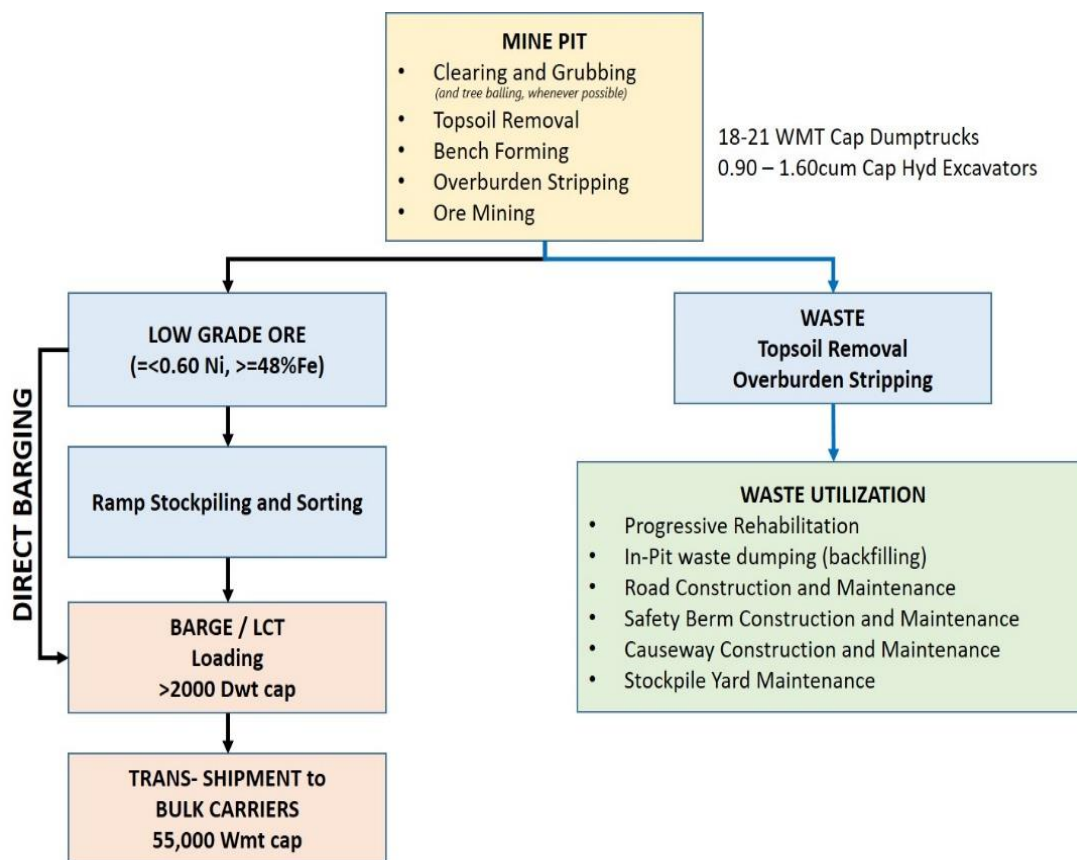 MINE PIT
• Clearing and Grubbing
(and tree balling, whenever possible)
• Topsoil Removal
• Bench Forming
• Overburden Stripping
• Ore Mining
18-21 WMT Cap Dumptrucks
0.90 – 1.60cum Cap Hyd Excavators
LOW GRADE ORE
(=<0.60 Ni, >=48%Fe)
WASTE
Topsoil Removal
Overburden Stripping
DIRECT BARGING
Ramp Stockpiling and Sorting
WASTE UTILIZATION
• Progressive Rehabilitation
• In-Pit waste dumping (backfilling)
• Road Construction and Maintenance
• Safety Berm Construction and Maintenance
• Causeway Construction and Maintenance
• Stockpile Yard Maintenance
BARGE / LCT
Loading
>2000 Dwt cap
TRANS- SHIPMENT to
BULK CARRIERS
55,000 Wmt cap